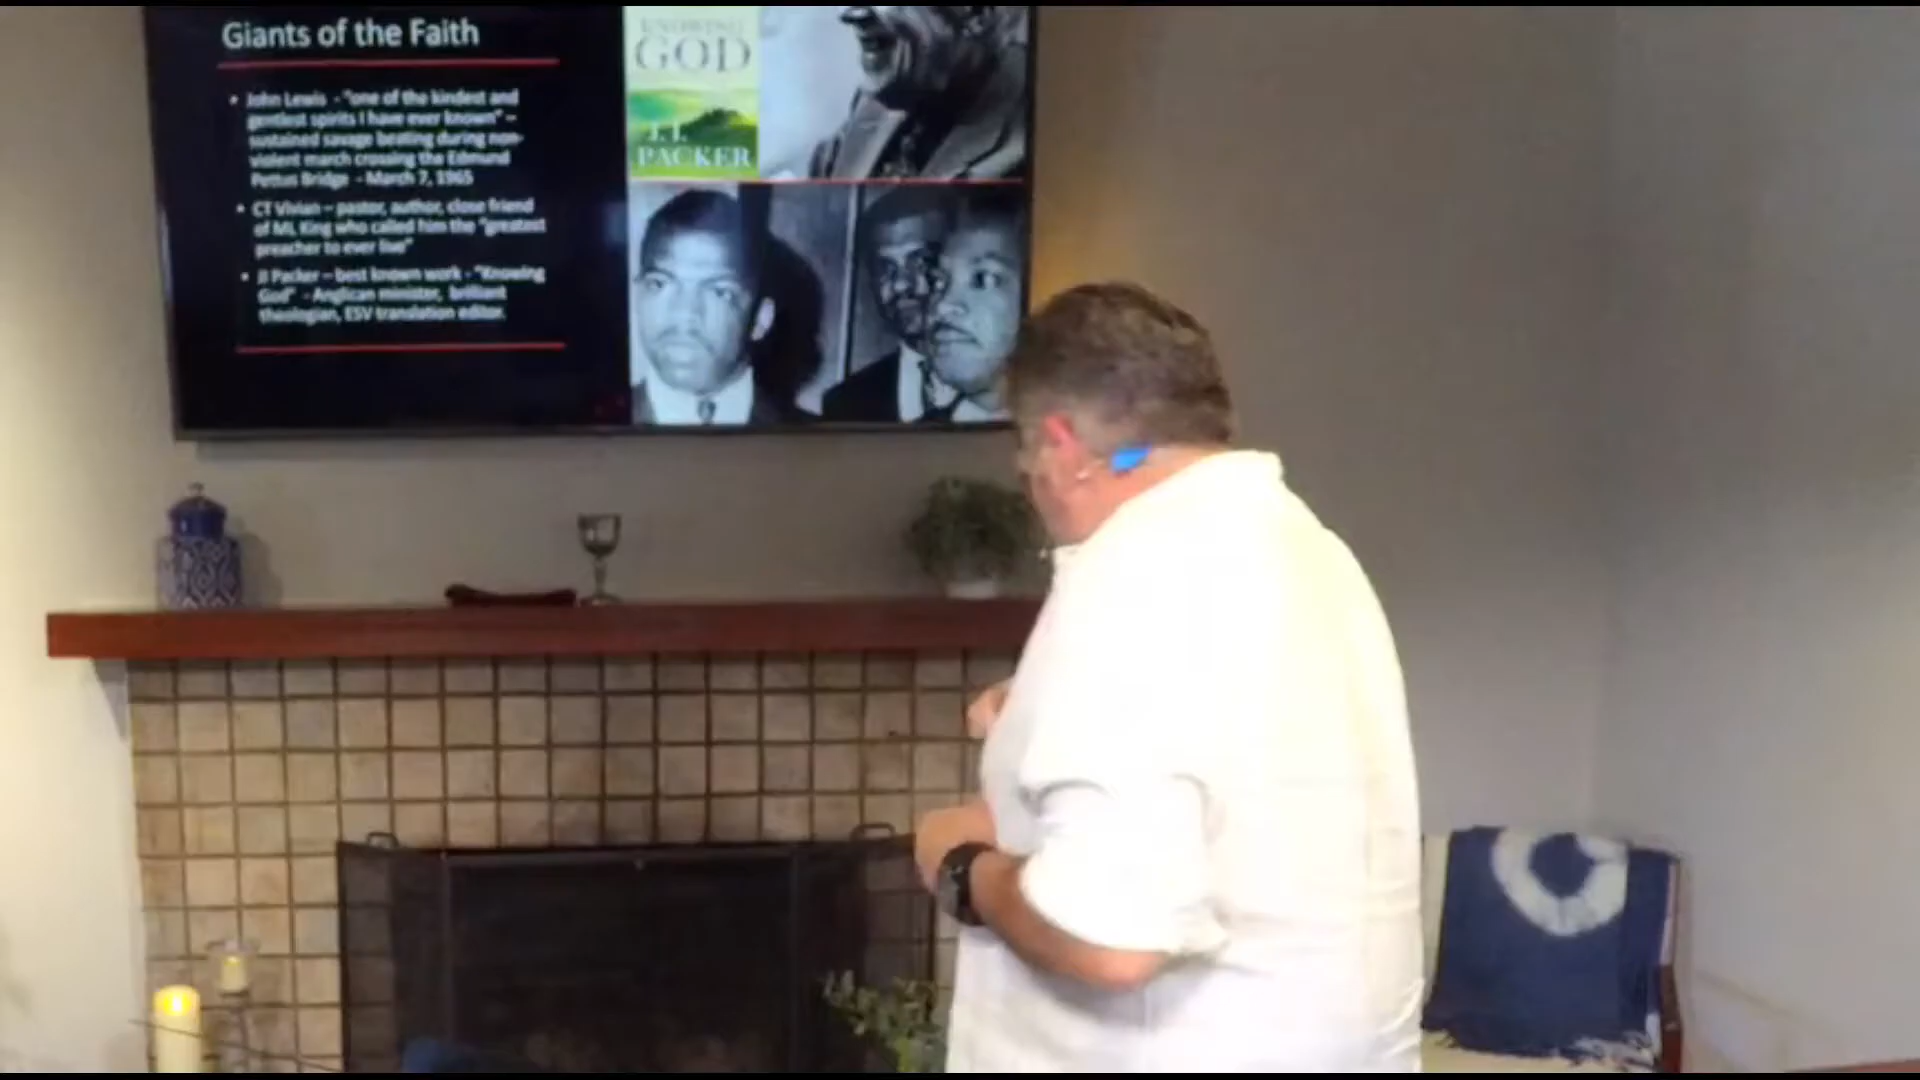 Giants of the Faith
• John Lewis - "one of the kindest and
gentlest spirits I have ever known" –
sustained savage beating during non-
violent march crossing the Edmund
Pettus Bridge - March 7, 1965
• CT Vivian – pastor, author, close friend
of ML King who called him the "greatest
preacher to ever live"
• JI Packer – best known work - "Knowing
God" - Anglican minister, brilliant
theologian, ESV translation editor.
KNOWING
GOD
J. I.
PACKER